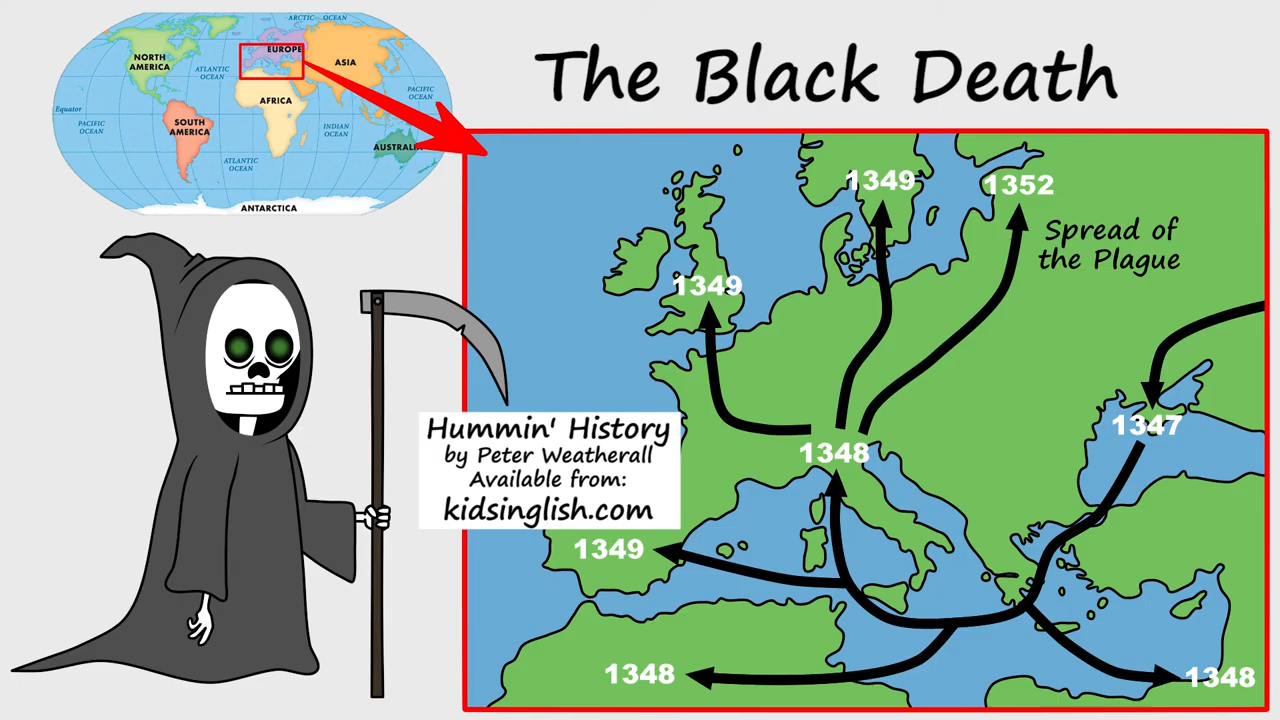 The Black Death
ARCTIC OCEAN
NORTH
AMERICA
ATLANTIC
OCEAN
EUROPE
ASIA
PACIFIC
OCEAN
Equator
PACIFIC
OCEAN
SOUTH
AMERICA
AFRICA
INDIAN
OCEAN
ATLANTIC
OCEAN
AUSTRALIA
ANTARCTICA
1349
1352
Spread of
the Plague
1349
1347
1348
Hummin' History
by Peter Weatherall
Available from:
kidsinglish.com
1349
1348
1348